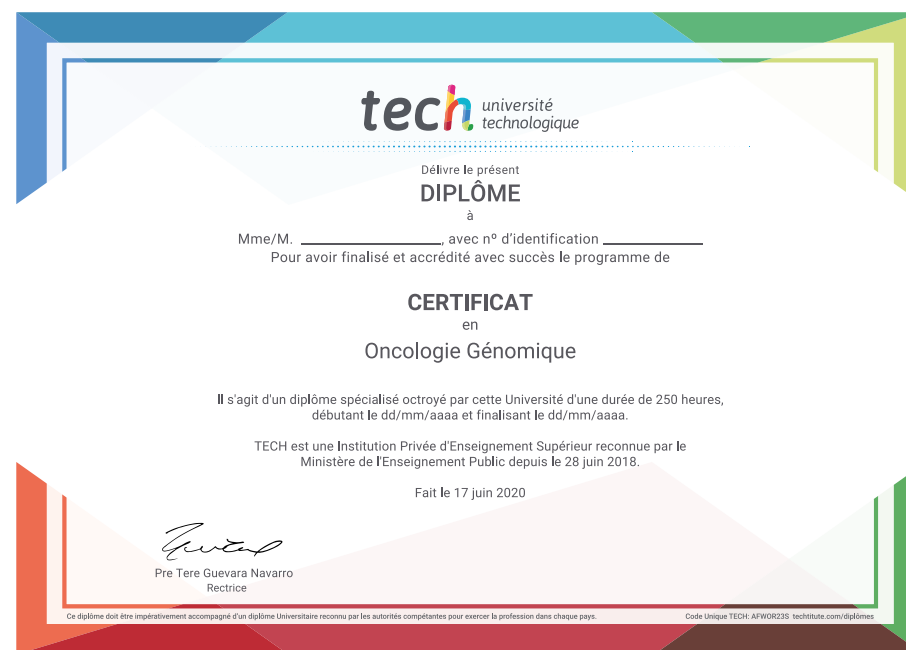 tech université
technologique
Délivre le présent
DIPLÔME
à
Mme/M. ____________________, avec nº d'identification ______________
Pour avoir finalisé et accrédité avec succès le programme de
CERTIFICAT
en
Oncologie Génomique
Il s'agit d'un diplôme spécialisé octroyé par cette Université d'une durée de 250 heures,
débutant le dd/mm/aaaa et finalisant le dd/mm/aaaa.
TECH est une Institution Privée d'Enseignement Supérieur reconnue par le
Ministère de l'Enseignement Public depuis le 28 juin 2018.
Fait le 17 juin 2020
Pre Tere Guevara Navarro
Rectrice
Ce diplôme doit être impérativement accompagné d'un diplôme Universitaire reconnu par les autorités compétentes pour exercer la profession dans chaque pays.
Code Unique TECH: AFWOR23S techtitute.com/diplômes